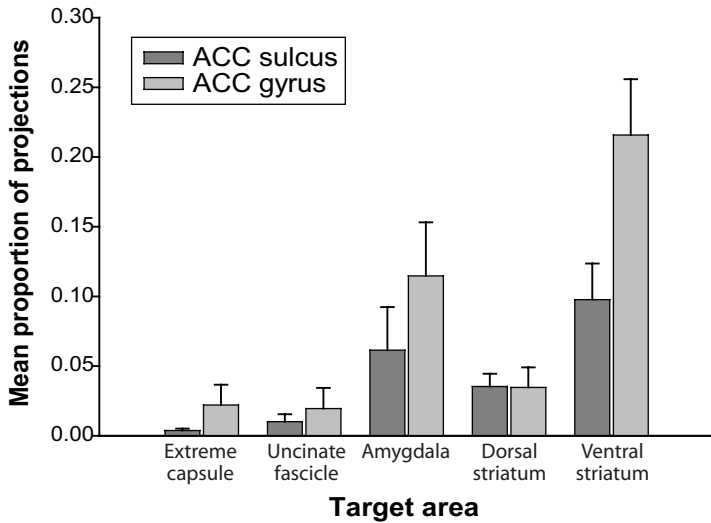 0.30
0.25
0.20
0.15
0.10
0.05
0.00
Mean proportion of projections
ACC sulcus
ACC gyrus
Extreme
capsule
Uncinate
fascicle
Amygdala
Dorsal
striatum
Ventral
striatum
Target area